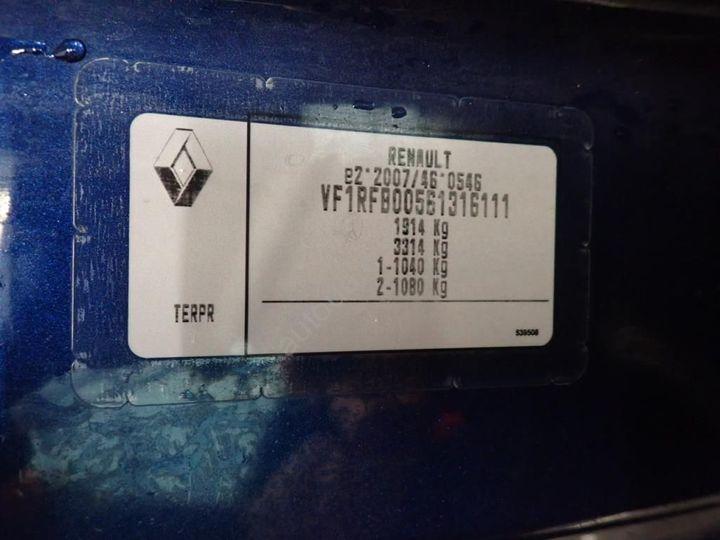 RENAULT
e2*2007/46*0546
VF1RFB00561316111
1914 Kg
3314 Kg
1-1040 Kg
2-1080 Kg
TERPR
539508